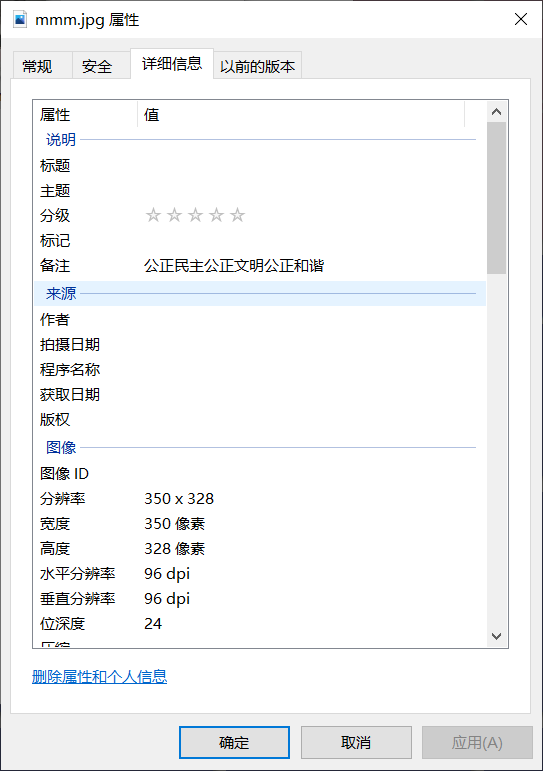 mmm.jpg 属性
常规 安全 详细信息 以前的版本
属性 值
说明
标题
主题
分级
标记
备注 公正民主公正文明公正和谐
来源
作者
拍摄日期
程序名称
获取日期
版权
图像
图像 ID
分辨率 350 x 328
宽度 350 像素
高度 328 像素
水平分辨率 96 dpi
垂直分辨率 96 dpi
位深度 24
删除属性和个人信息
确定 取消 应用(A)